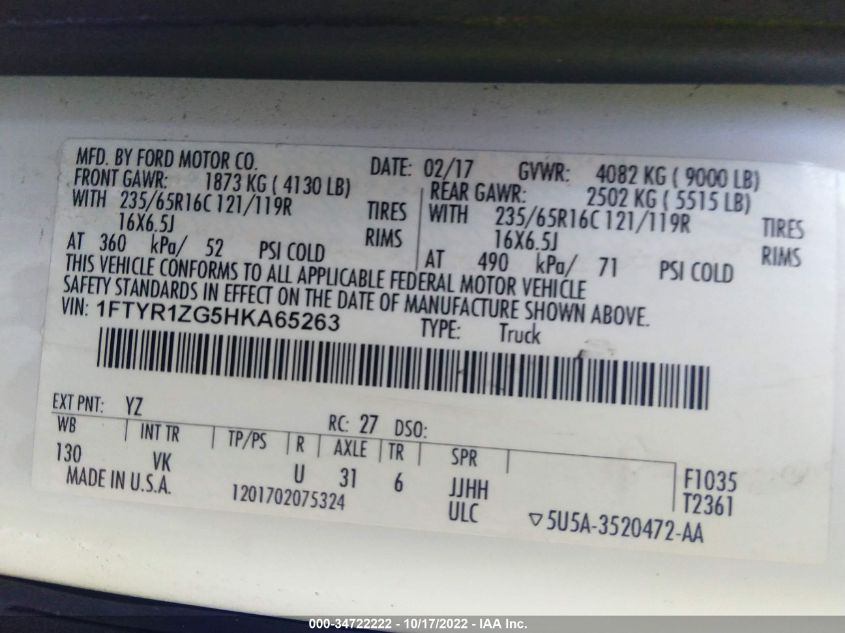 MFD. BY FORD MOTOR CO. DATE: 02/17 GVWR: 4082 KG ( 9000 LB)
FRONT GAWR: 1873 KG ( 4130 LB) REAR GAWR: 2502 KG ( 5515 LB)
WITH 235/65R16C 121/119R TIRES WITH 235/65R16C 121/119R TIRES
16X6.5J RIMS 16X6.5J RIMS
AT 360 kPa/ 52 PSI COLD AT 490 kPa/ 71 PSI COLD
THIS VEHICLE CONFORMS TO ALL APPLICABLE FEDERAL MOTOR VEHICLE
SAFETY STANDARDS IN EFFECT ON THE DATE OF MANUFACTURE SHOWN ABOVE.
VIN: 1FTYR1ZG5HKA65263 TYPE: Truck
EXT PNT: YZ RC: 27 DSO:
WB INT TR TP/PS R AXLE TR SPR
130 VK U 31 6 JJHH F1035
MADE IN U.S.A. 1201702075324 ULC T2361
▽5U5A-3520472-AA
000-34722222 - 10/17/2022 - IAA Inc.